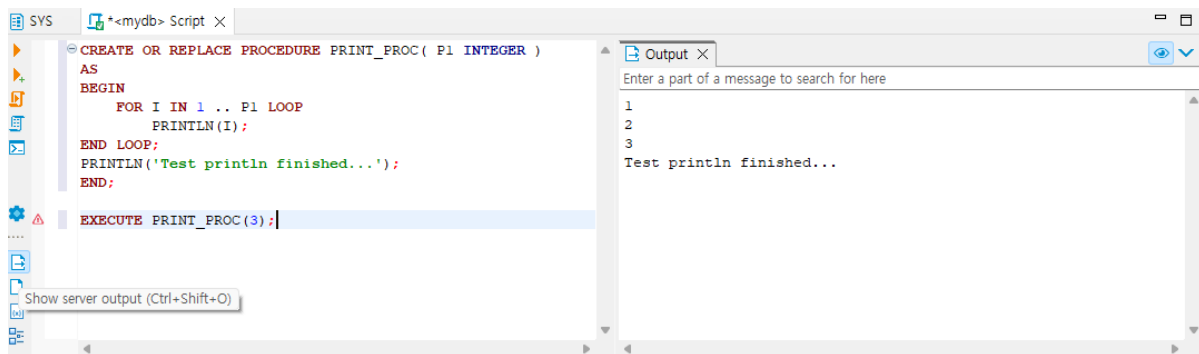 SYS
*<mydb> Script
CREATE OR REPLACE PROCEDURE PRINT_PROC( P1 INTEGER )
AS
BEGIN
FOR I IN 1 .. P1 LOOP
PRINTLN(I);
END LOOP;
PRINTLN('Test println finished...');
END;
EXECUTE PRINT_PROC(3);
Show server output (Ctrl+Shift+O)
Output
Enter a part of a message to search for here
1
2
3
Test println finished...